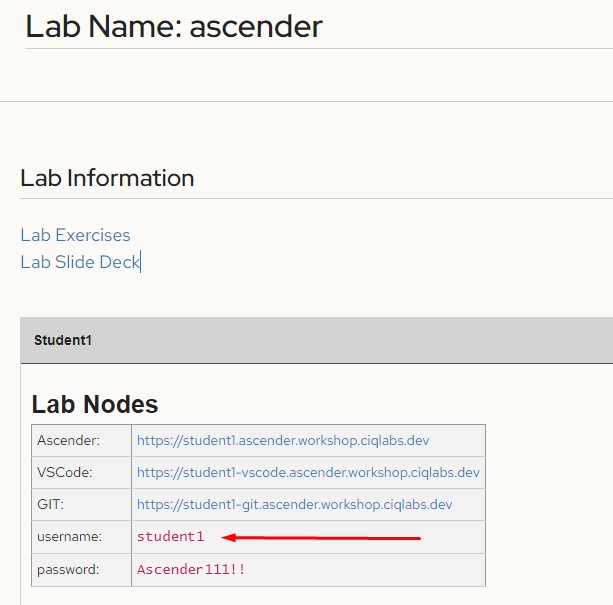 Lab Name: ascender
Lab Information
Lab Exercises
Lab Slide Deck
Student1
Lab Nodes
Ascender: https://student1.ascender.workshop.ciqlabs.dev
VSCode: https://student1-vscode.ascender.workshop.ciqlabs.dev
GIT: https://student1-git.ascender.workshop.ciqlabs.dev
username: student1
password: Ascender111!!